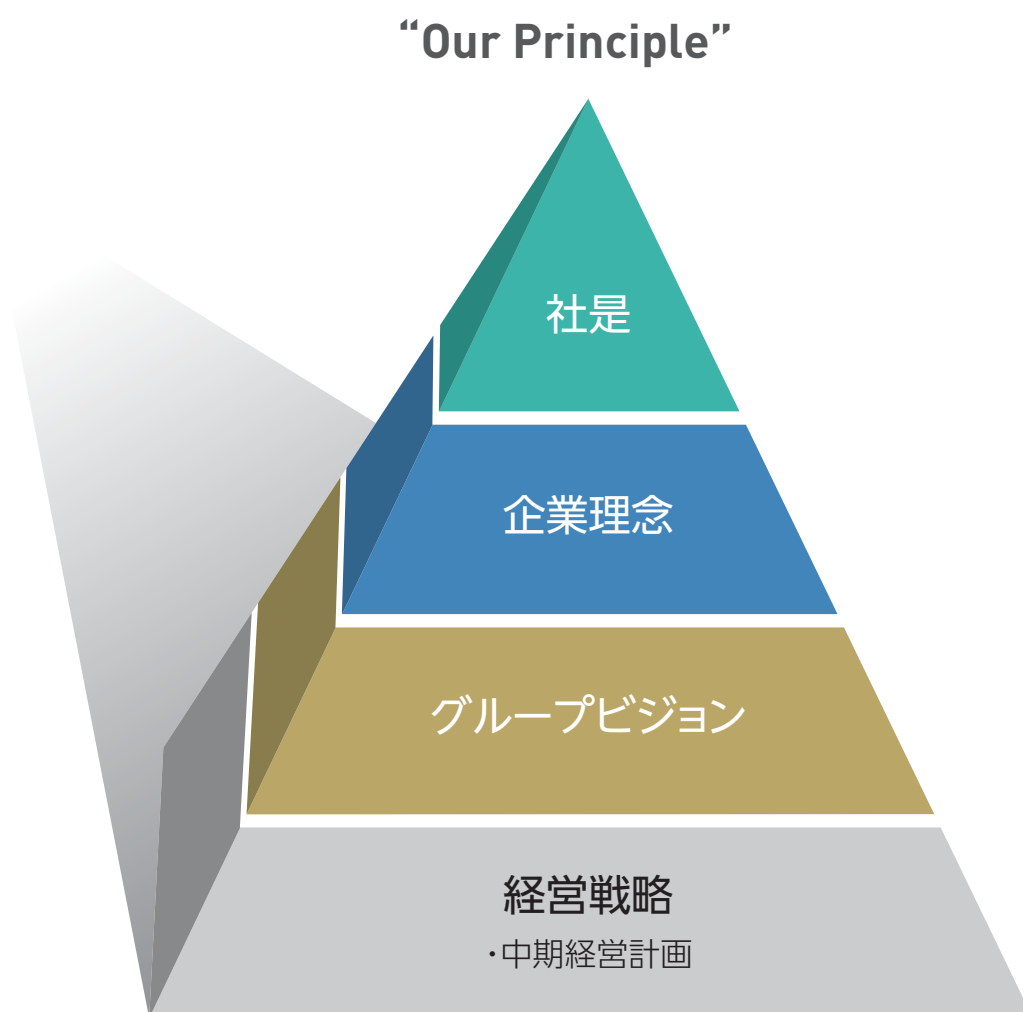 “Our Principle”
社是
企業理念
グループビジョン
経営戦略
・中期経営計画